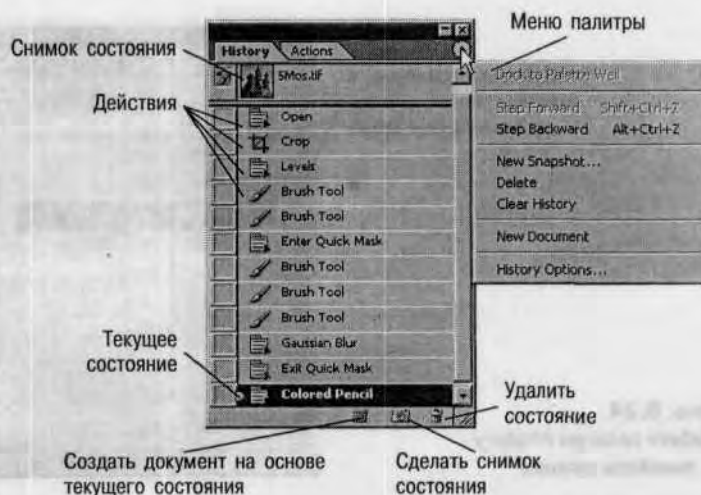 Меню палитры
Снимок состояния
History Actions
5Mos.tif
Dock to Palette Well
Действия
Open
Step Forward Shift+Ctrl+Z
Step Backward Alt+Ctrl+Z
Crop
Levels
New Snapshot...
Delete
Clear History
Brush Tool
Brush Tool
Enter Quick Mask
New Document
Brush Tool
History Options...
Brush Tool
Brush Tool
Текущее
состояние
Gaussian Blur
Exit Quick Mask
Colored Pencil
Удалить
состояние
Создать документ на основе
текущего состояния
Сделать снимок
состояния